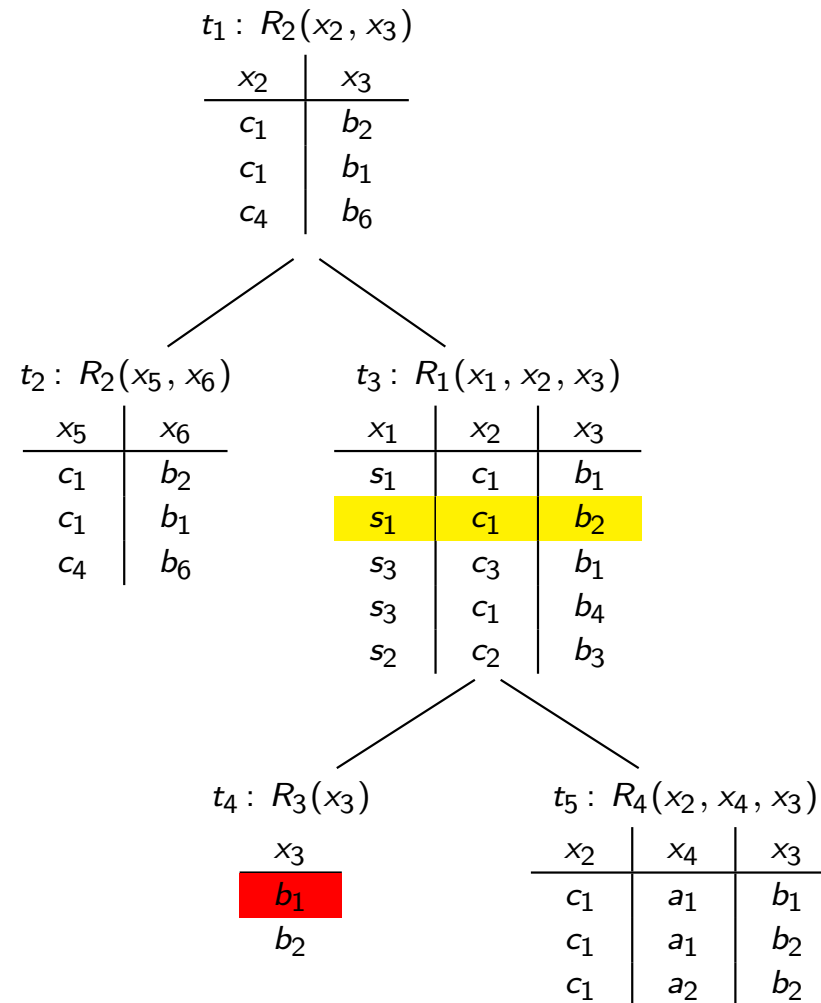 t₁ : R₂(x₂, x₃)
x₂ x₃
c₁ b₂
c₁ b₁
c₄ b₆
t₂ : R₂(x₅, x₆)
x₅ x₆
c₁ b₂
c₁ b₁
c₄ b₆
t₃ : R₁(x₁, x₂, x₃)
x₁ x₂ x₃
s₁ c₁ b₁
s₁ c₁ b₂
s₃ c₃ b₁
s₃ c₁ b₄
s₂ c₂ b₃
t₄ : R₃(x₃)
x₃
b₁
b₂
t₅ : R₄(x₂, x₄, x₃)
x₂ x₄ x₃
c₁ a₁ b₁
c₁ a₁ b₂
c₁ a₂ b₂